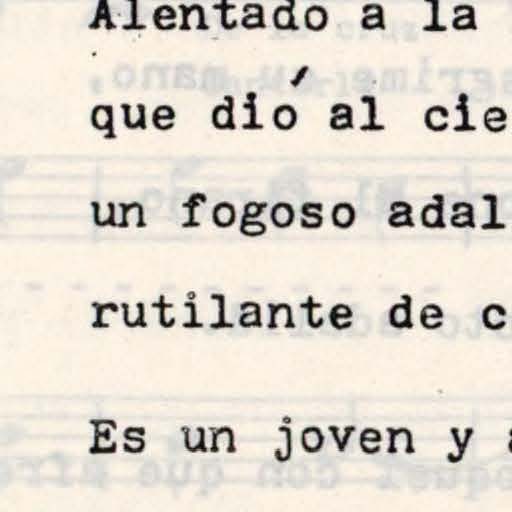 Alentado a la
que dió al cie
un fogoso adal
rutilante de c
Es un joven y